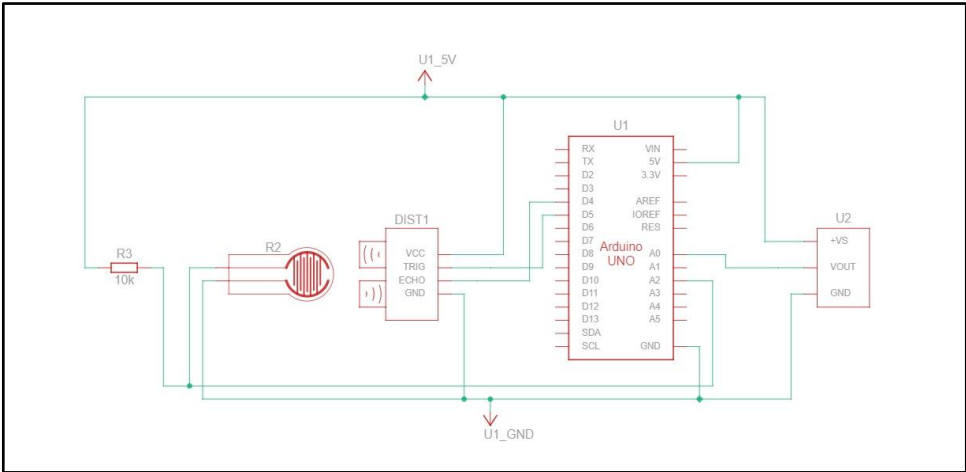 U1_5V
U1
RX
TX
D2
D3
D4
D5
D6
D7
D8
D9
D10
D11
D12
D13
SDA
SCL
VIN
5V
3.3V
AREF
IOREF
RES
A0
A1
A2
A3
A4
A5
GND
Arduino
UNO
DIST1
VCC
TRIG
ECHO
GND
R2
R3
10k
U2
+VS
VOUT
GND
U1_GND